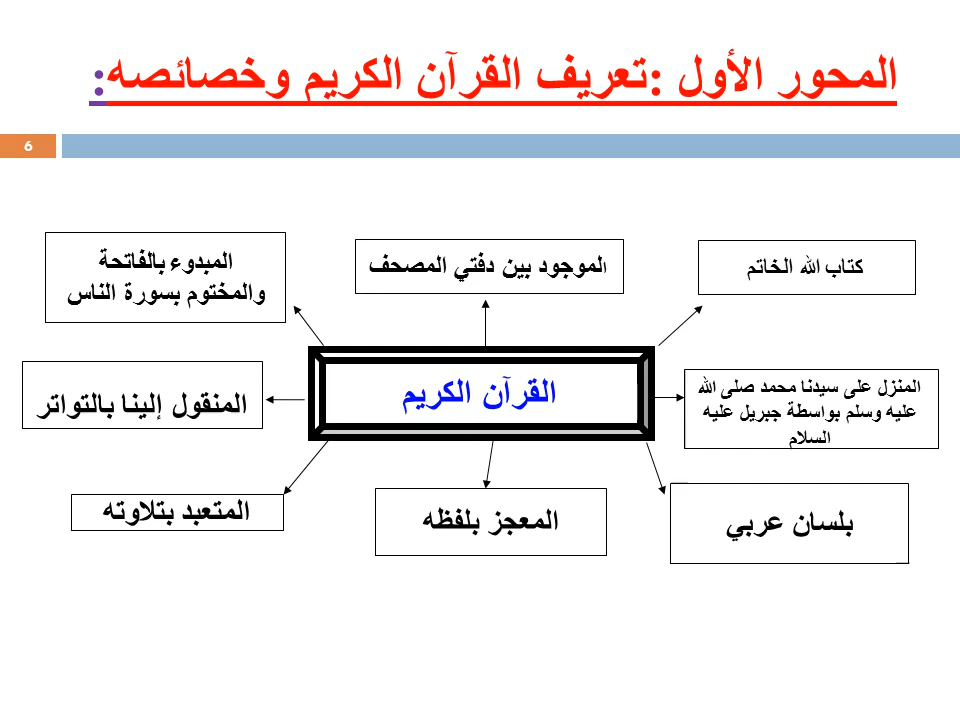 المحور الأول :تعريف القرآن الكريم وخصائصه:
6
كتاب الله الخاتم
الموجود بين دفتي المصحف
المبدوء بالفاتحة
والمختوم بسورة الناس
القرآن الكريم
المنزل على سيدنا محمد صلى الله
عليه وسلم بواسطة جبريل عليه
السلام
المنقول إلينا بالتواتر
بلسان عربي
المعجز بلفظه
المتعبد بتلاوته